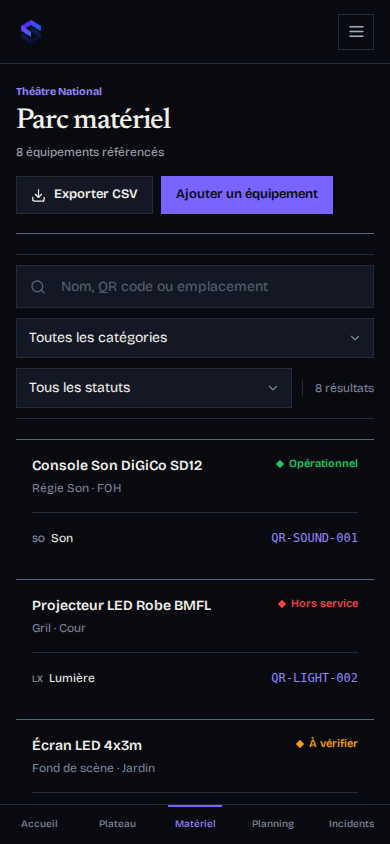 Théâtre National
Parc matériel
8 équipements référencés
Exporter CSV
Ajouter un équipement
Nom, QR code ou emplacement
Toutes les catégories
Tous les statuts
8 résultats
Console Son DiGiCo SD12
Opérationnel
Régie Son · FOH
SO Son
QR-SOUND-001
Projecteur LED Robe BMFL
Hors service
Gril · Cour
LX Lumière
QR-LIGHT-002
Écran LED 4x3m
À vérifier
Fond de scène · Jardin
Accueil
Plateau
Matériel
Planning
Incidents